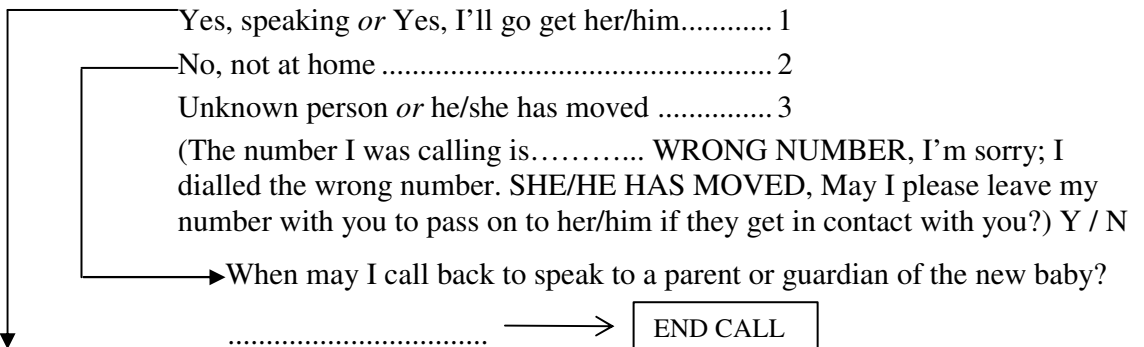 Yes, speaking or Yes, I'll go get her/him............ 1
No, not at home ........................................... 2
Unknown person or he/she has moved ............... 3
(The number I was calling is………... WRONG NUMBER, I'm sorry; I
dialled the wrong number. SHE/HE HAS MOVED, May I please leave my
number with you to pass on to her/him if they get in contact with you?) Y / N
When may I call back to speak to a parent or guardian of the new baby?
.................................. END CALL